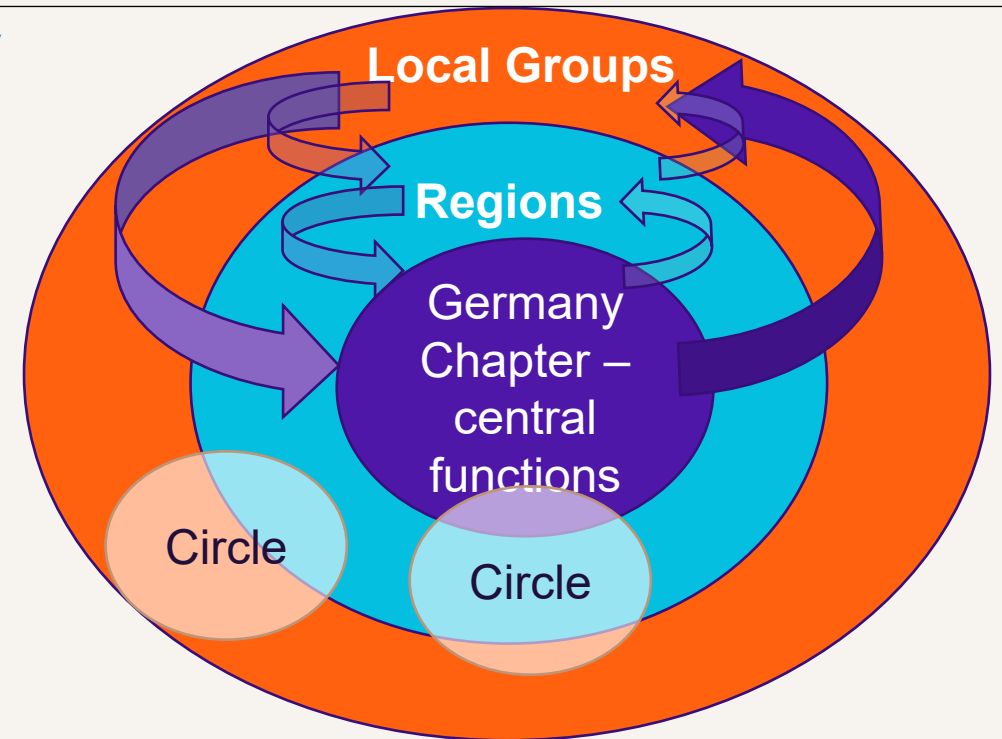 Local Groups
Regions
Germany
Chapter –
central
functions
Circle
Circle